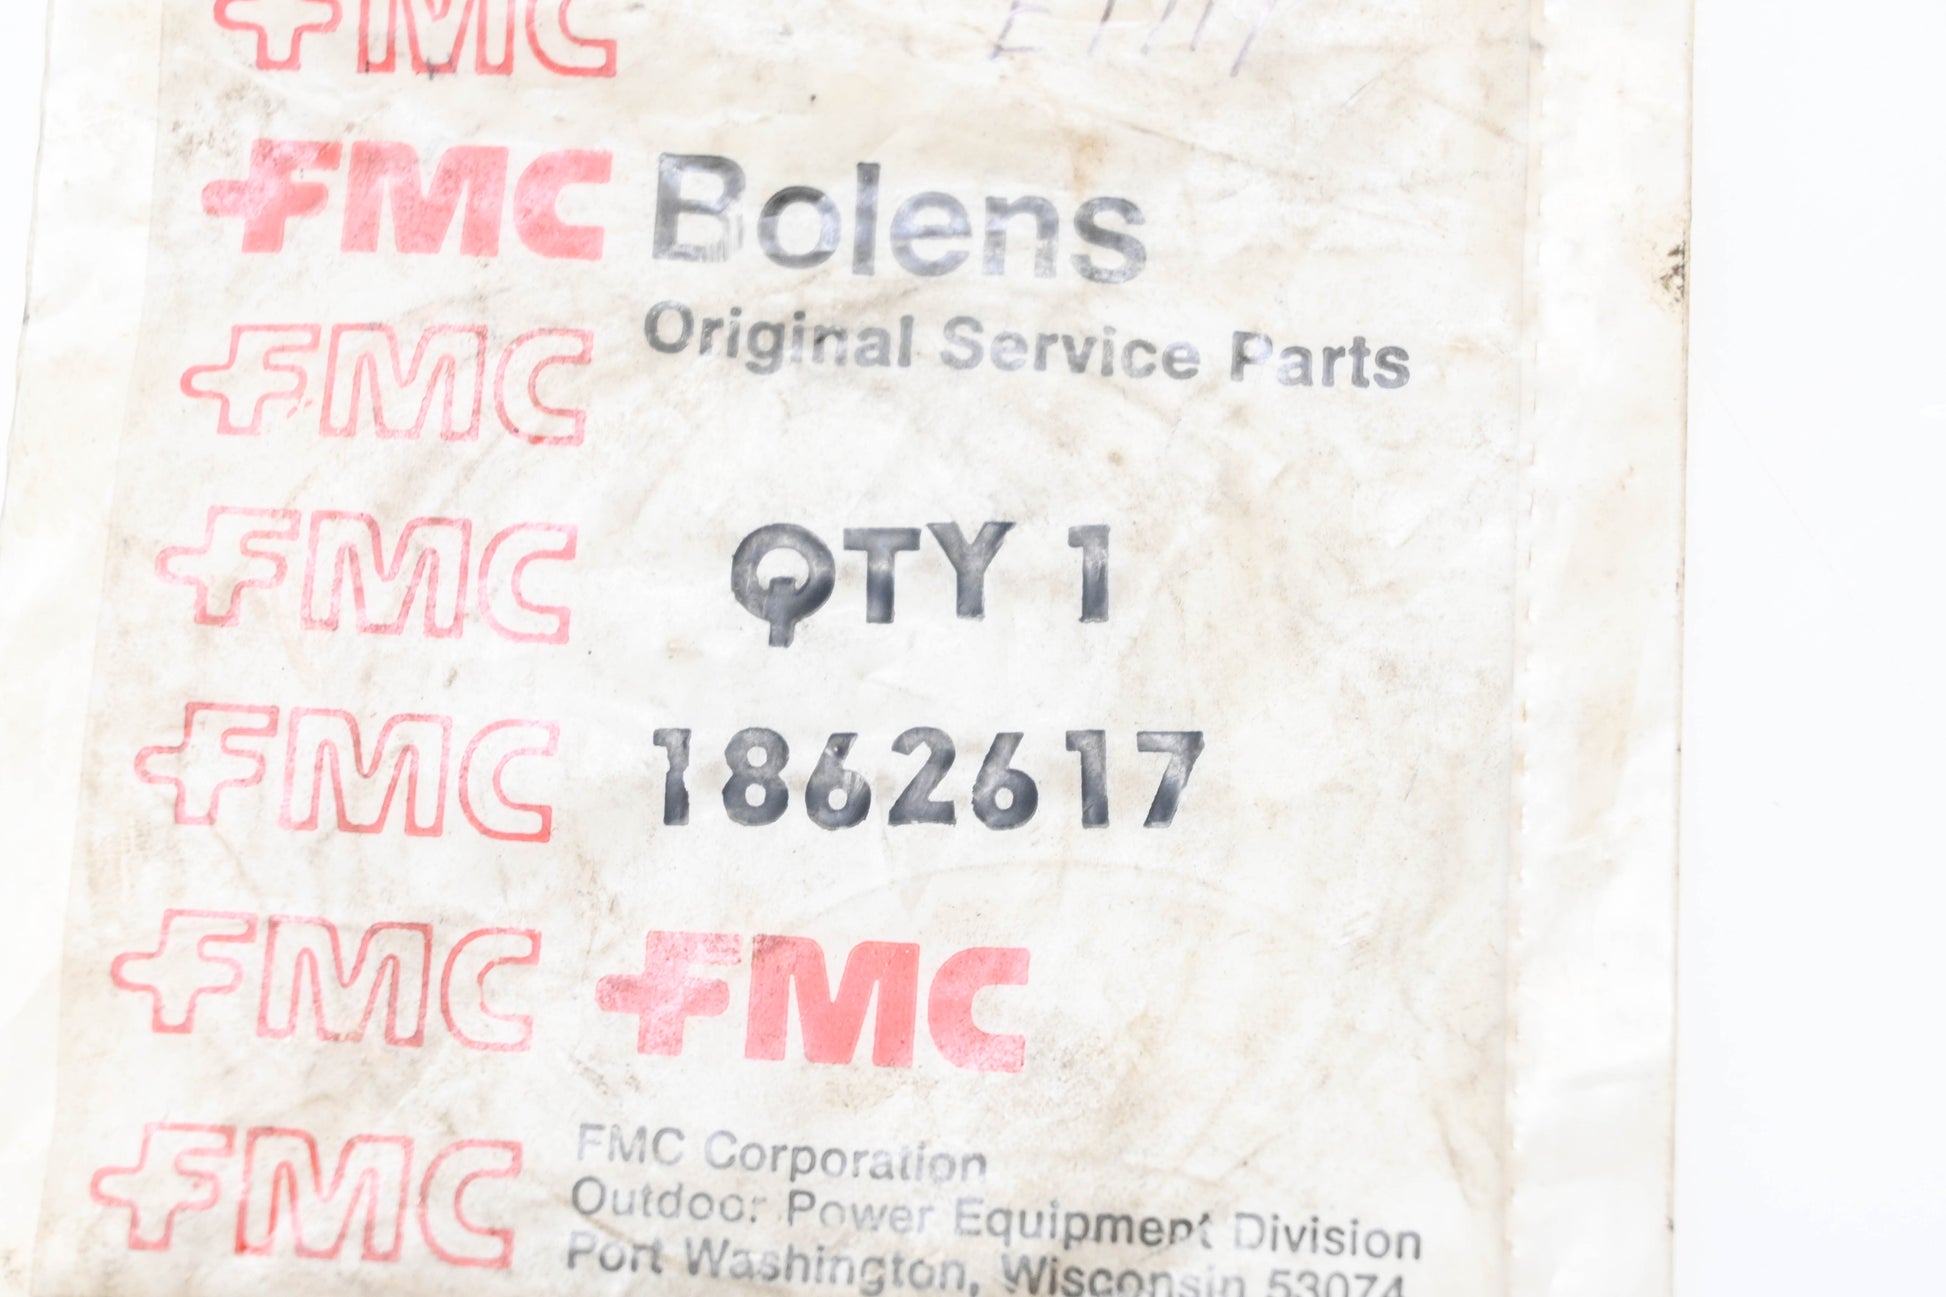 FMC
FMC Bolens
Original Service Parts
FMC
FMC QTY 1
FMC 1862617
FMC FMC
FMC FMC Corporation
Outdoor Power Equipment Division
Port Washington, Wisconsin 53074